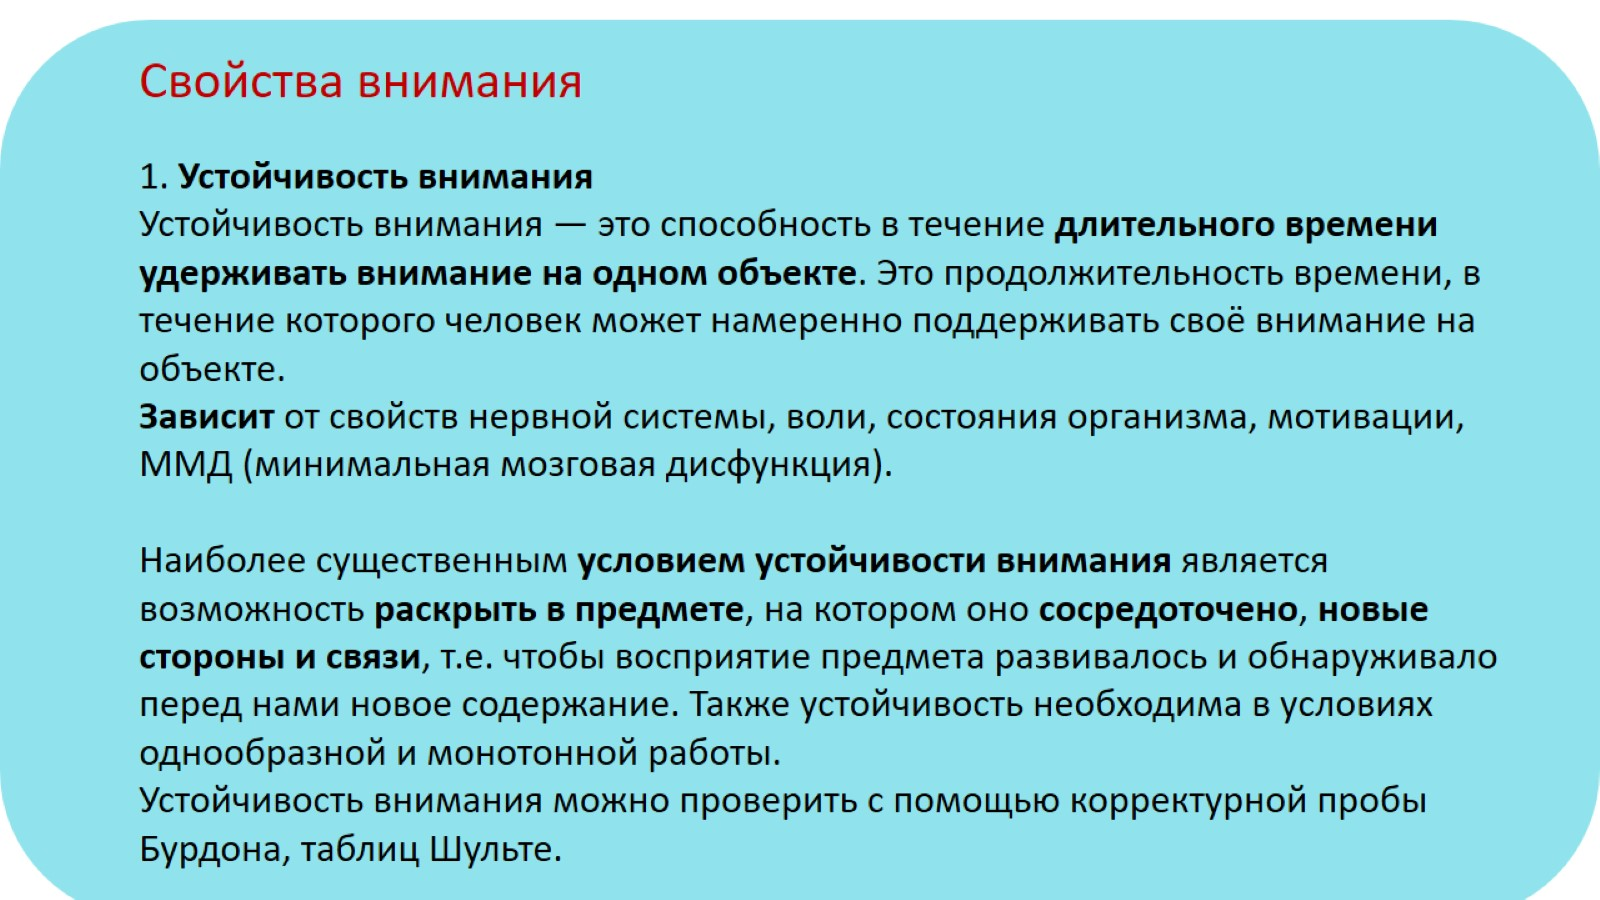 Свойства внимания
1. Устойчивость внимания
Устойчивость внимания — это способность в течение длительного времени
удерживать внимание на одном объекте. Это продолжительность времени, в
течение которого человек может намеренно поддерживать своё внимание на
объекте.
Зависит от свойств нервной системы, воли, состояния организма, мотивации,
ММД (минимальная мозговая дисфункция).
Наиболее существенным условием устойчивости внимания является
возможность раскрыть в предмете, на котором оно сосредоточено, новые
стороны и связи, т.е. чтобы восприятие предмета развивалось и обнаруживало
перед нами новое содержание. Также устойчивость необходима в условиях
однообразной и монотонной работы.
Устойчивость внимания можно проверить с помощью корректурной пробы
Бурдона, таблиц Шульте.